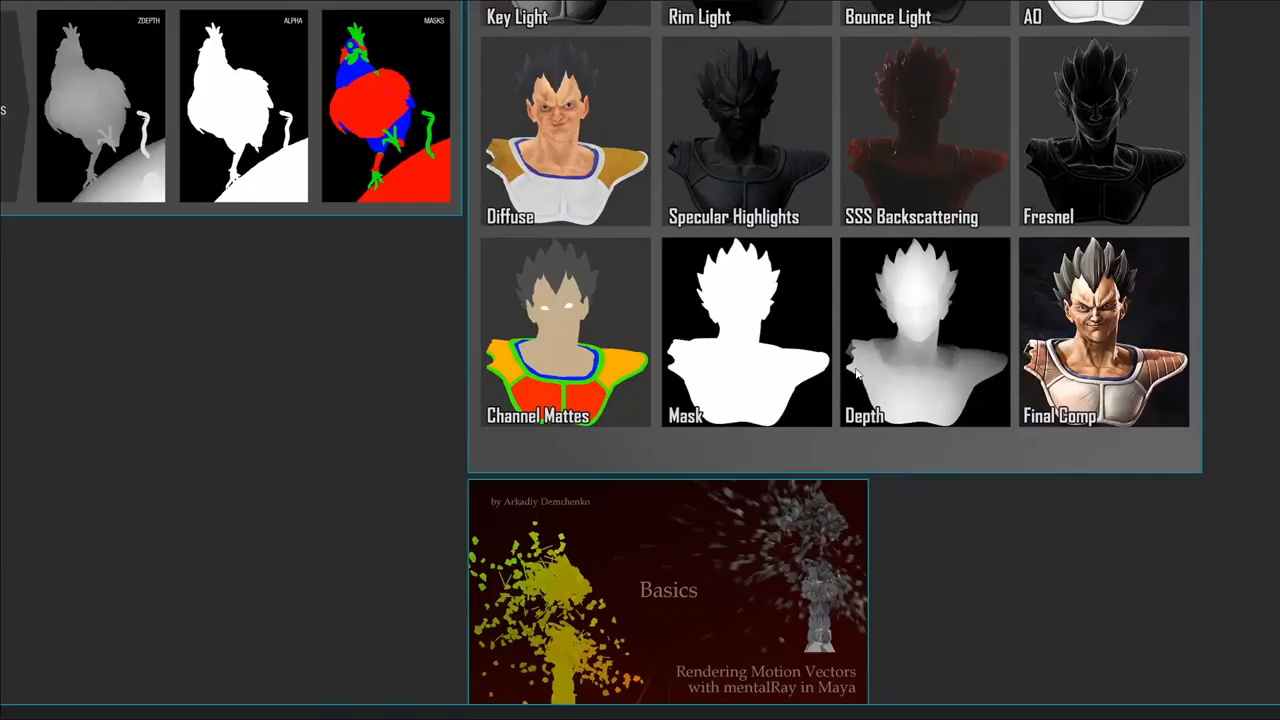 ZDEPTH
ALPHA
MASKS
S
Key Light
Rim Light
Bounce Light
AO
Diffuse
Specular Highlights
SSS Backscattering
Fresnel
Channel Mattes
Mask
Depth
Final Comp
by Arkadiy Demchenko
Basics
Rendering Motion Vectors
with mentalRay in Maya